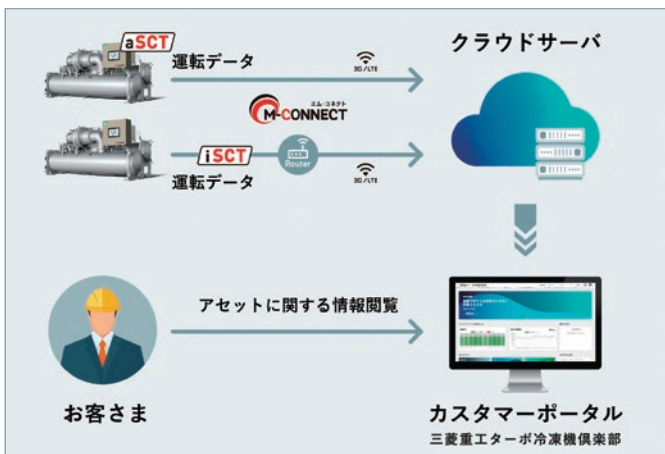 aSCT
運転データ
3G/LTE
クラウドサーバ
エム・コネクト
M-CONNECT
iSCT
Router
運転データ
3G/LTE
アセットに関する情報閲覧
お客さま
カスタマーポータル
三菱重工ターボ冷凍機倶楽部